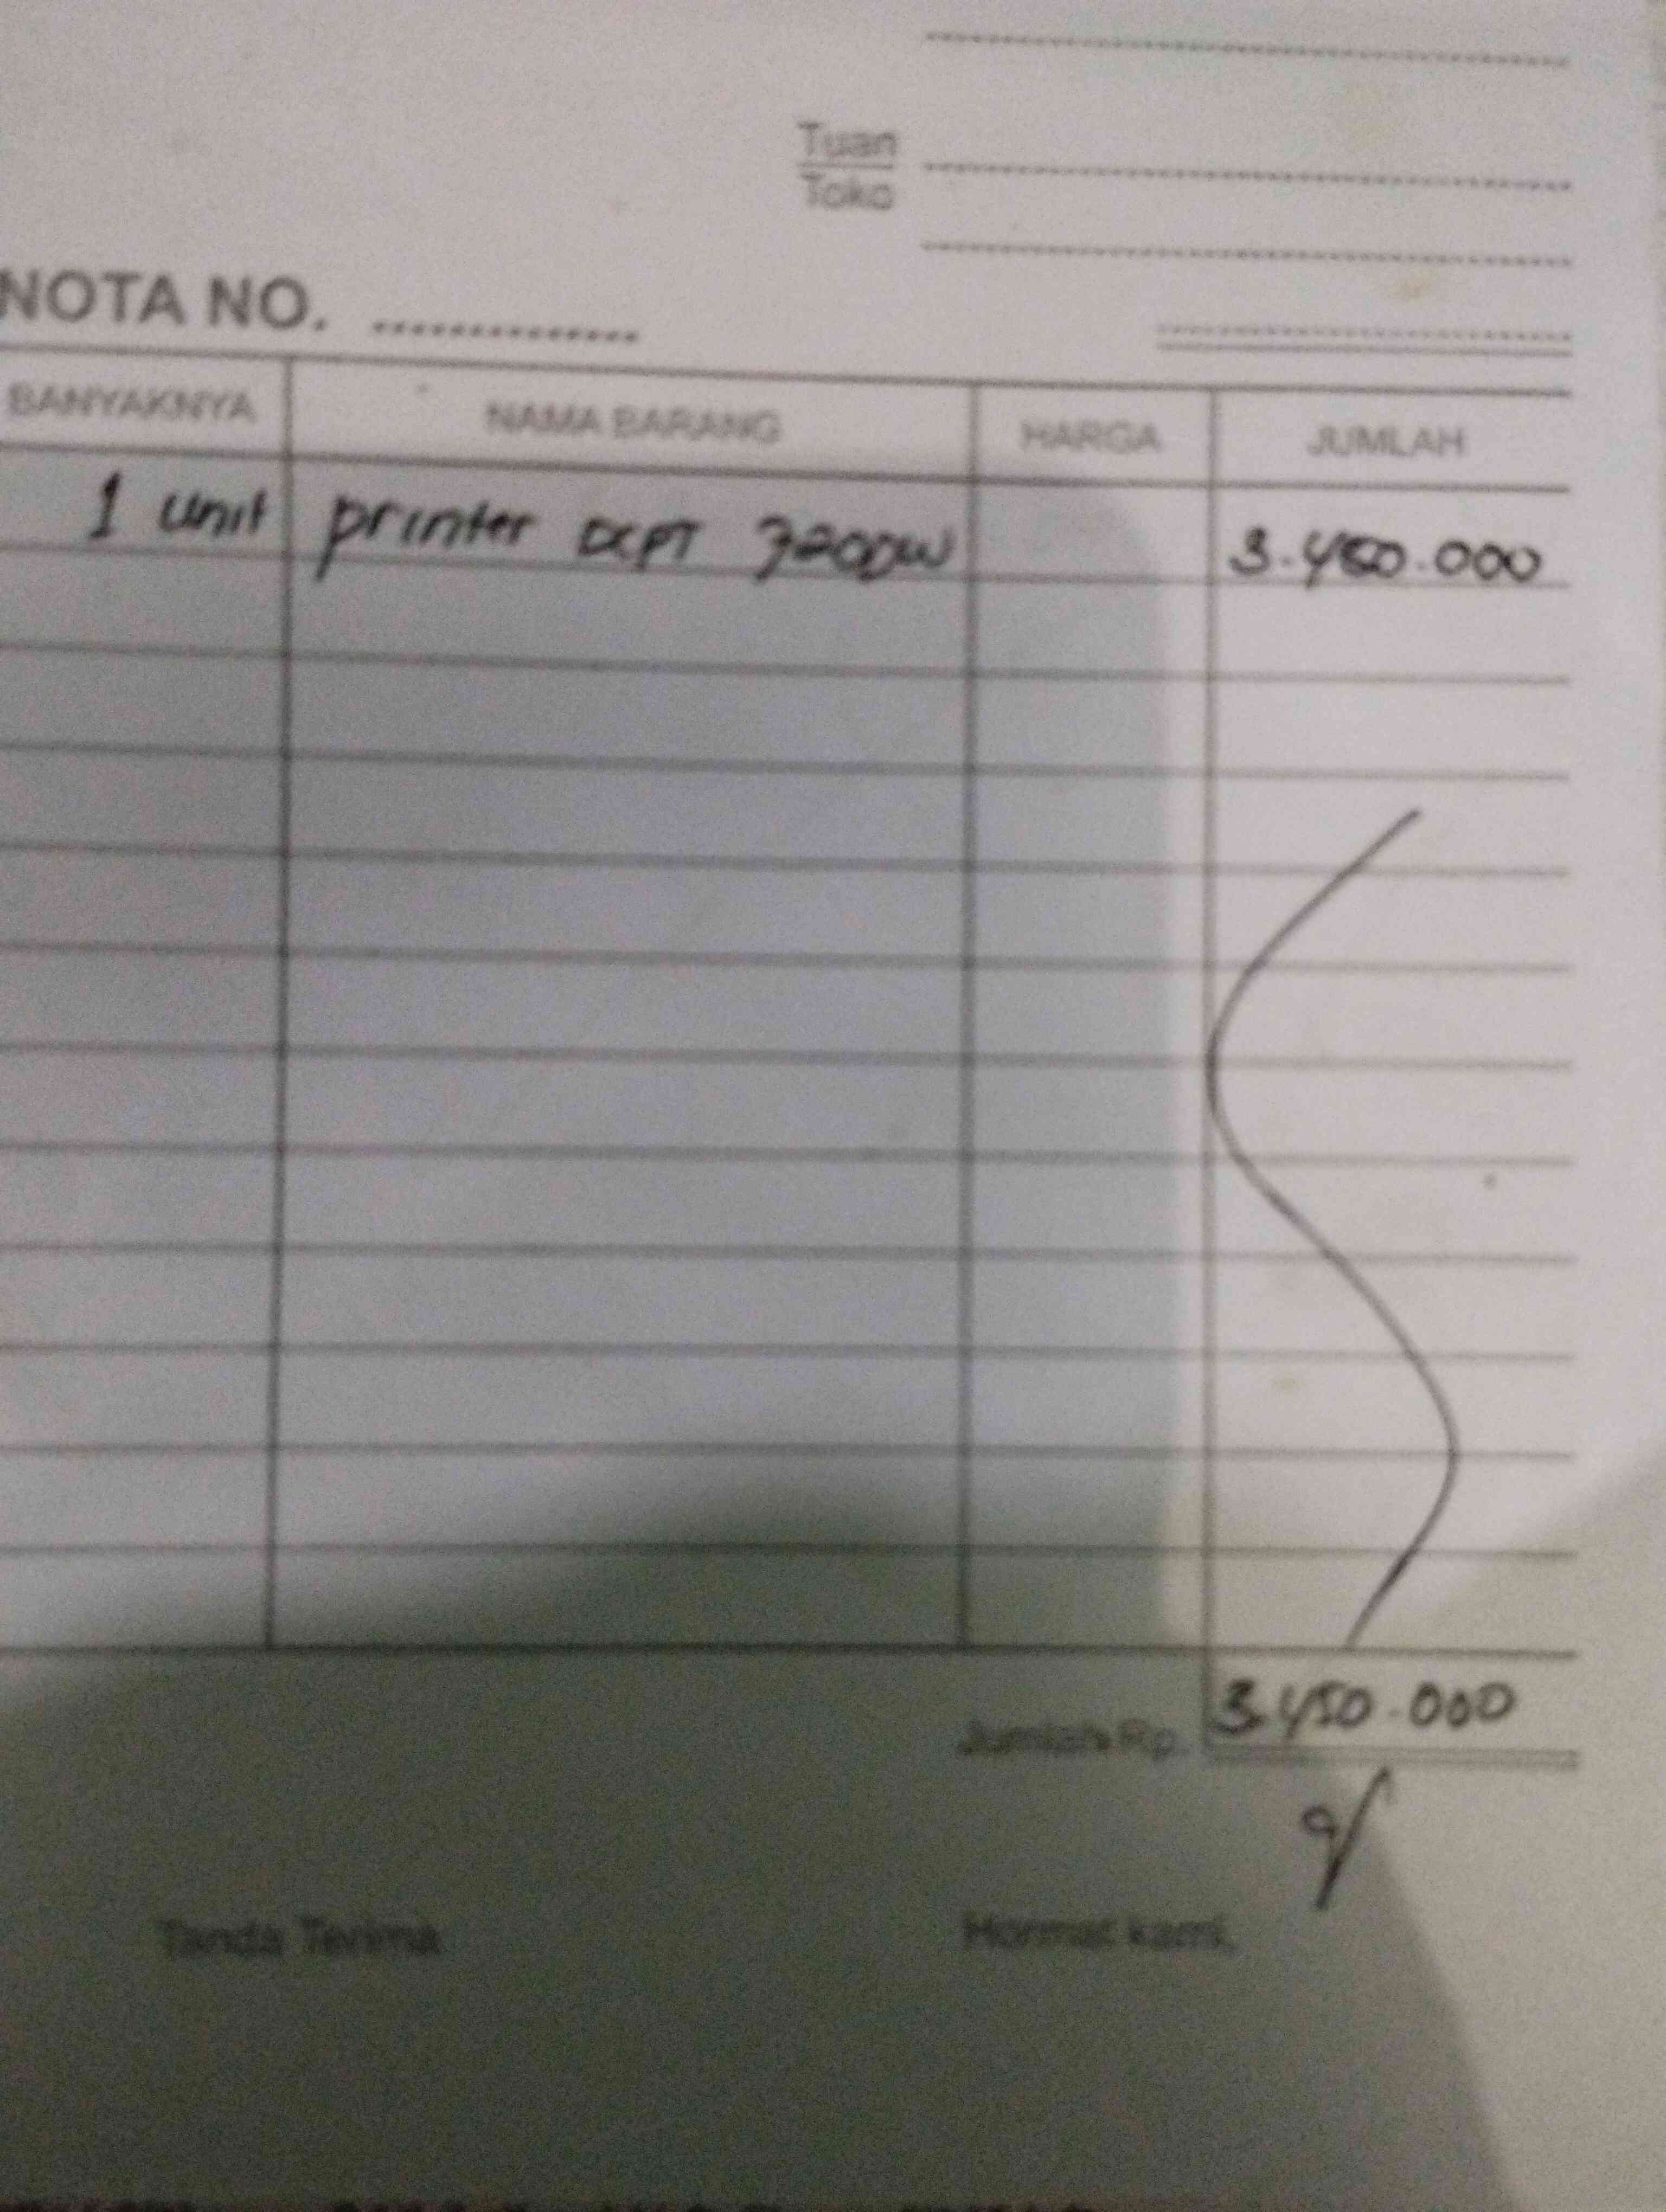 Tuan
Toko
NOTA NO. ...............
BANYAKNYA NAMA BARANG HARGA JUMLAH
1 unit printer DCPT 720DW 3.450.000
Jumlah Rp. 3.450.000
Tanda Terima Hormat kami,